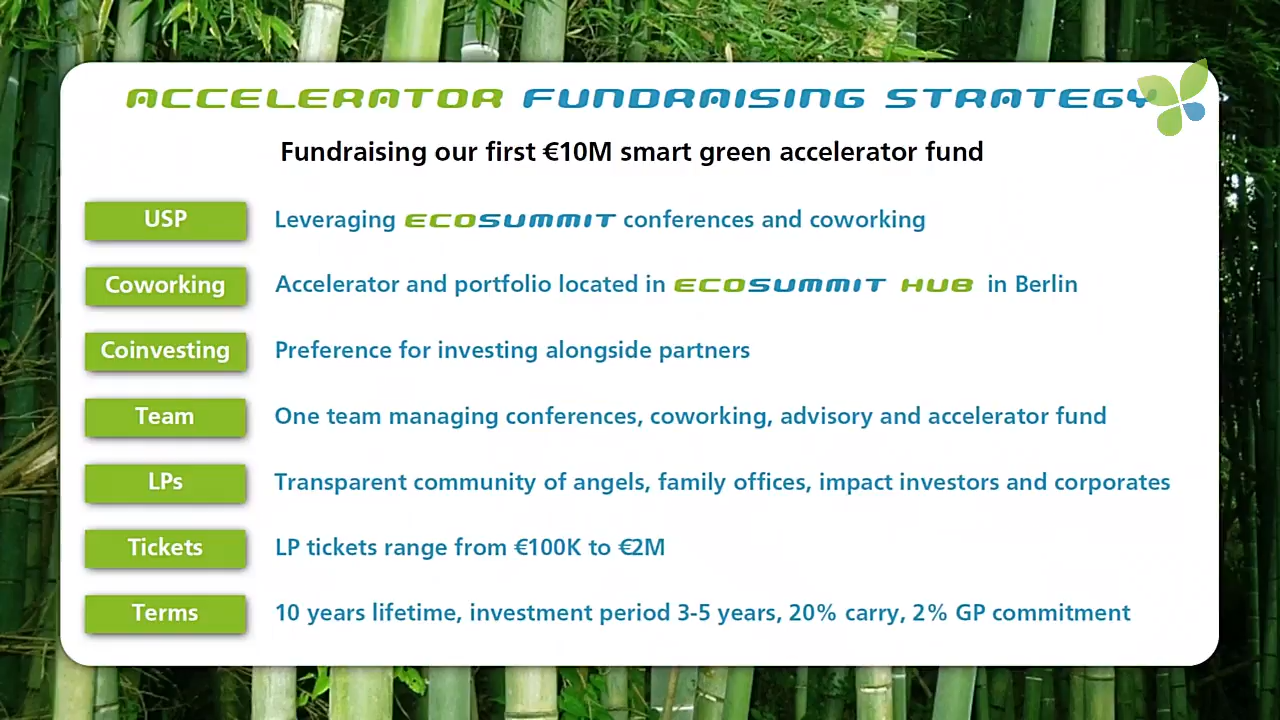 ACCELERATOR FUNDRAISING STRATEGY
Fundraising our first €10M smart green accelerator fund
USP Leveraging ECOSUMMIT conferences and coworking
Coworking Accelerator and portfolio located in ECOSUMMIT HUB in Berlin
Coinvesting Preference for investing alongside partners
Team One team managing conferences, coworking, advisory and accelerator fund
LPs Transparent community of angels, family offices, impact investors and corporates
Tickets LP tickets range from €100K to €2M
Terms 10 years lifetime, investment period 3-5 years, 20% carry, 2% GP commitment